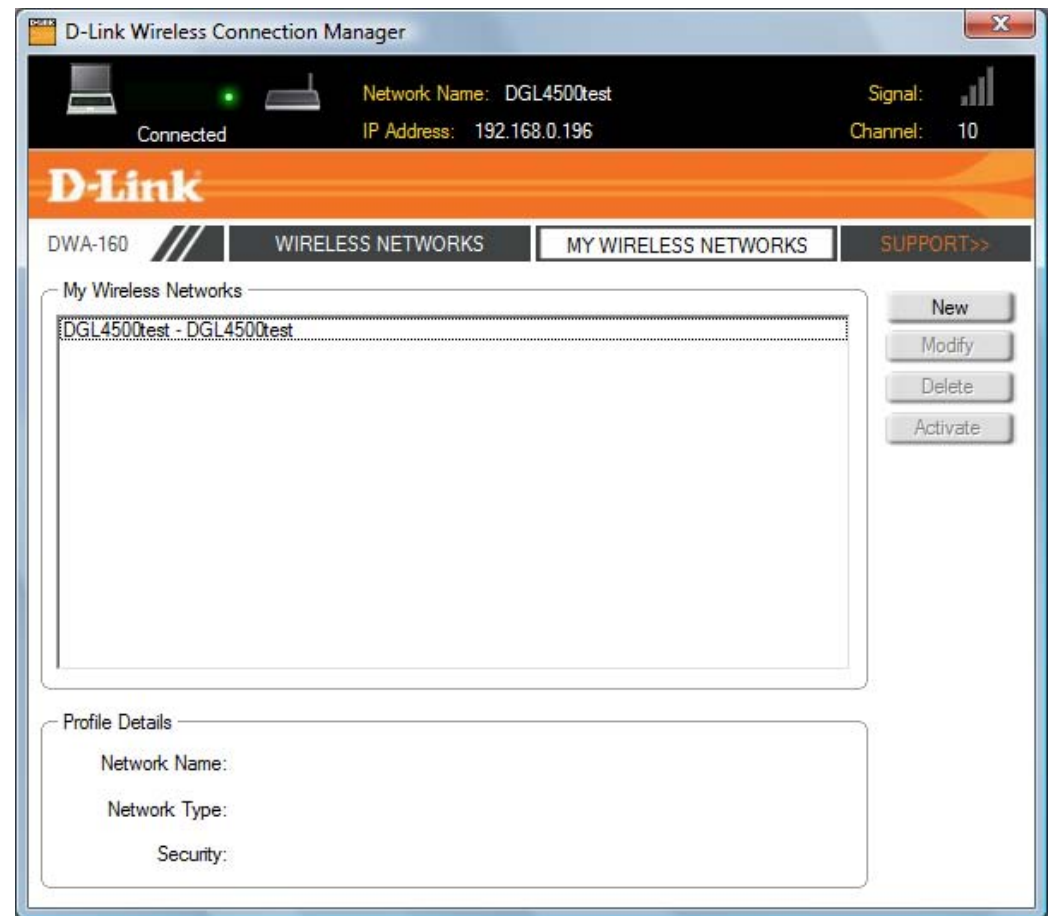 D-Link Wireless Connection Manager
Network Name: DGL4500test
Signal:
Connected
IP Address: 192.168.0.196
Channel: 10
D-Link
DWA-160
WIRELESS NETWORKS
MY WIRELESS NETWORKS
SUPPORT>>
My Wireless Networks
DGL4500test - DGL4500test
New
Modify
Delete
Activate
Profile Details
Network Name:
Network Type:
Security: